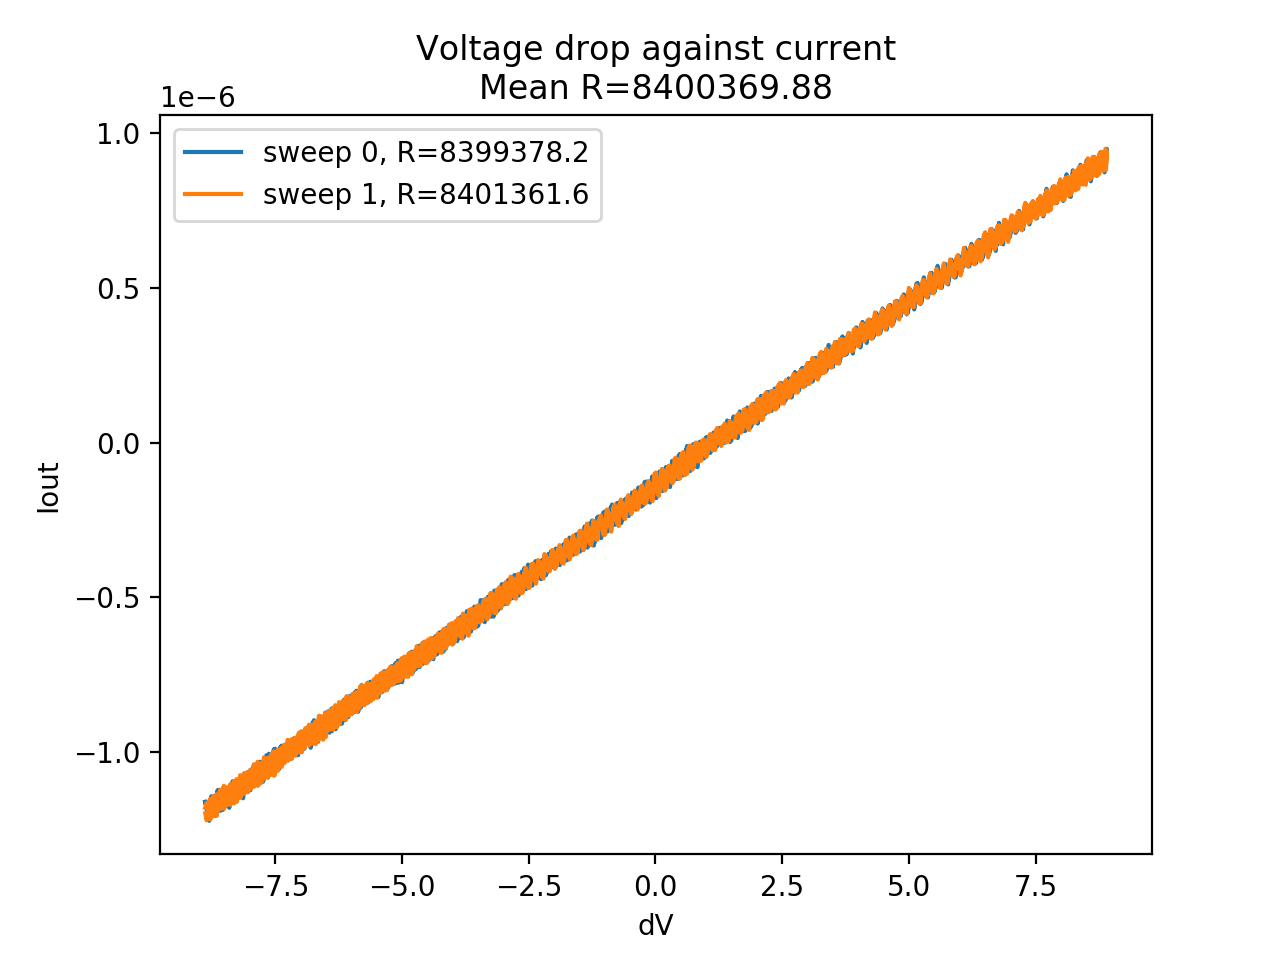 Voltage drop against current
Mean R=8400369.88
1e−6
sweep 0, R=8399378.2
sweep 1, R=8401361.6
1.0
0.5
0.0
−0.5
−1.0
Iout
−7.5 −5.0 −2.5 0.0 2.5 5.0 7.5
dV